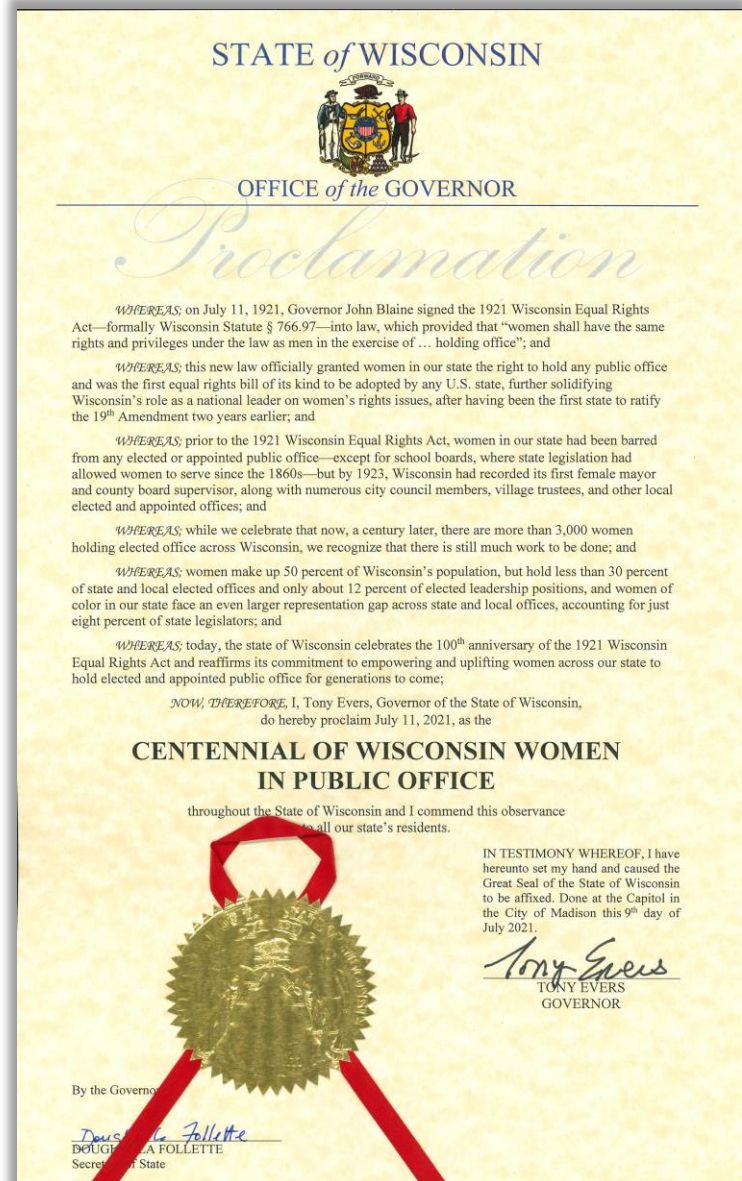 STATE of WISCONSIN
FORWARD
OFFICE of the GOVERNOR
Proclamation
WHEREAS; on July 11, 1921, Governor John Blaine signed the 1921 Wisconsin Equal Rights
Act—formally Wisconsin Statute § 766.97—into law, which provided that “women shall have the same
rights and privileges under the law as men in the exercise of … holding office”; and
WHEREAS; this new law officially granted women in our state the right to hold any public office
and was the first equal rights bill of its kind to be adopted by any U.S. state, further solidifying
Wisconsin’s role as a national leader on women’s rights issues, after having been the first state to ratify
the 19th Amendment two years earlier; and
WHEREAS; prior to the 1921 Wisconsin Equal Rights Act, women in our state had been barred
from any elected or appointed public office—except for school boards, where state legislation had
allowed women to serve since the 1860s—but by 1923, Wisconsin had recorded its first female mayor
and county board supervisor, along with numerous city council members, village trustees, and other local
elected and appointed offices; and
WHEREAS; while we celebrate that now, a century later, there are more than 3,000 women
holding elected office across Wisconsin, we recognize that there is still much work to be done; and
WHEREAS; women make up 50 percent of Wisconsin’s population, but hold less than 30 percent
of state and local elected offices and only about 12 percent of elected leadership positions, and women of
color in our state face an even larger representation gap across state and local offices, accounting for just
eight percent of state legislators; and
WHEREAS; today, the state of Wisconsin celebrates the 100th anniversary of the 1921 Wisconsin
Equal Rights Act and reaffirms its commitment to empowering and uplifting women across our state to
hold elected and appointed public office for generations to come;
NOW, THEREFORE, I, Tony Evers, Governor of the State of Wisconsin,
do hereby proclaim July 11, 2021, as the
CENTENNIAL OF WISCONSIN WOMEN
IN PUBLIC OFFICE
throughout the State of Wisconsin and I commend this observance
to all our state’s residents.
IN TESTIMONY WHEREOF, I have
hereunto set my hand and caused the
Great Seal of the State of Wisconsin
to be affixed. Done at the Capitol in
the City of Madison this 9th day of
July 2021.
Tony Evers
TONY EVERS
GOVERNOR
By the Governo
Doug La Follette
DOUGL LA FOLLETTE
Secre of State